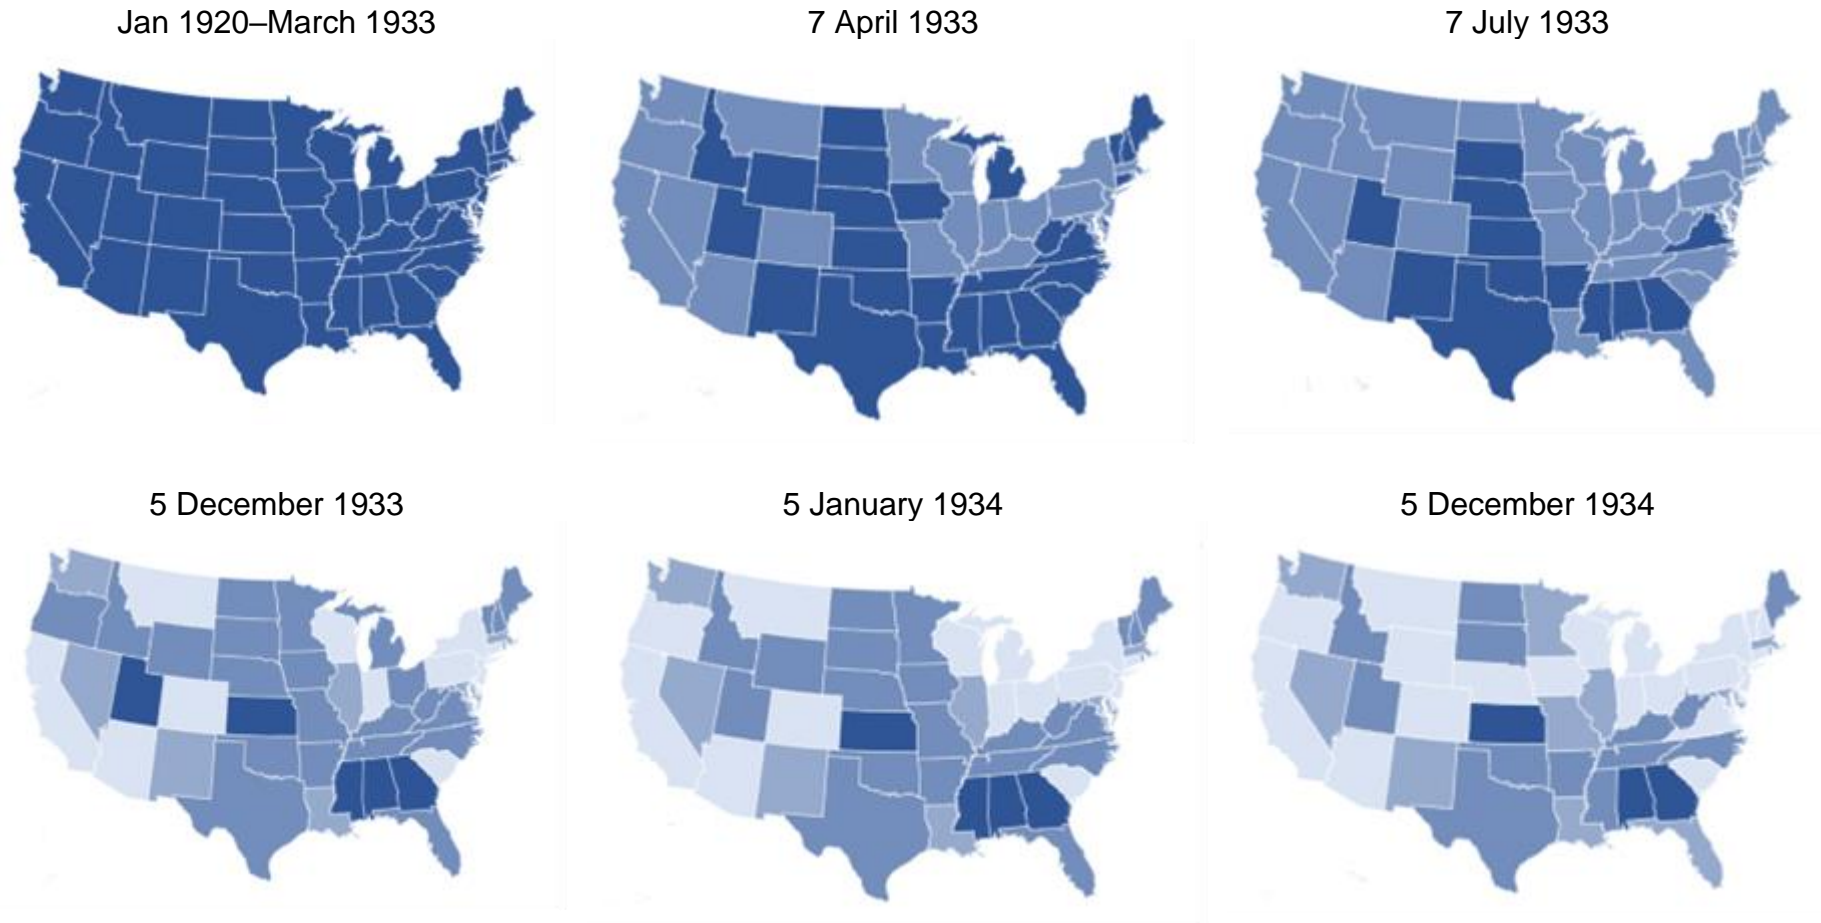 Jan 1920–March 1933
7 April 1933
7 July 1933
5 December 1933
5 January 1934
5 December 1934